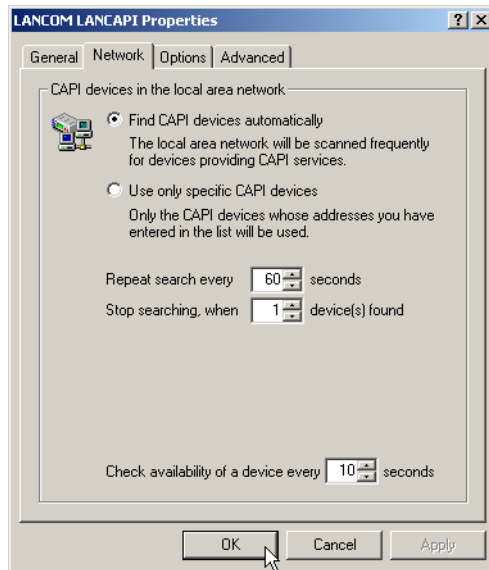 LANCOM LANCAPI Properties
General Network Options Advanced
CAPI devices in the local area network
Find CAPI devices automatically
The local area network will be scanned frequently
for devices providing CAPI services.
Use only specific CAPI devices
Only the CAPI devices whose addresses you have
entered in the list will be used.
Repeat search every 60 seconds
Stop searching, when 1 device(s) found
Check availability of a device every 10 seconds
OK Cancel Apply